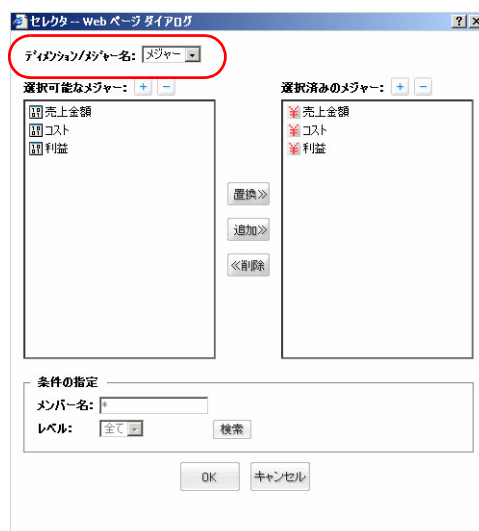 セレクタ -- Web ページ ダイアログ
ディメンション/メジャー名: メジャー
選択可能なメジャー: + −
選択済みのメジャー: + −
売上金額
コスト
利益
売上金額
コスト
利益
置換≫
追加≫
≪削除
条件の指定
メンバー名: *
レベル: 全て 検索
OK キャンセル